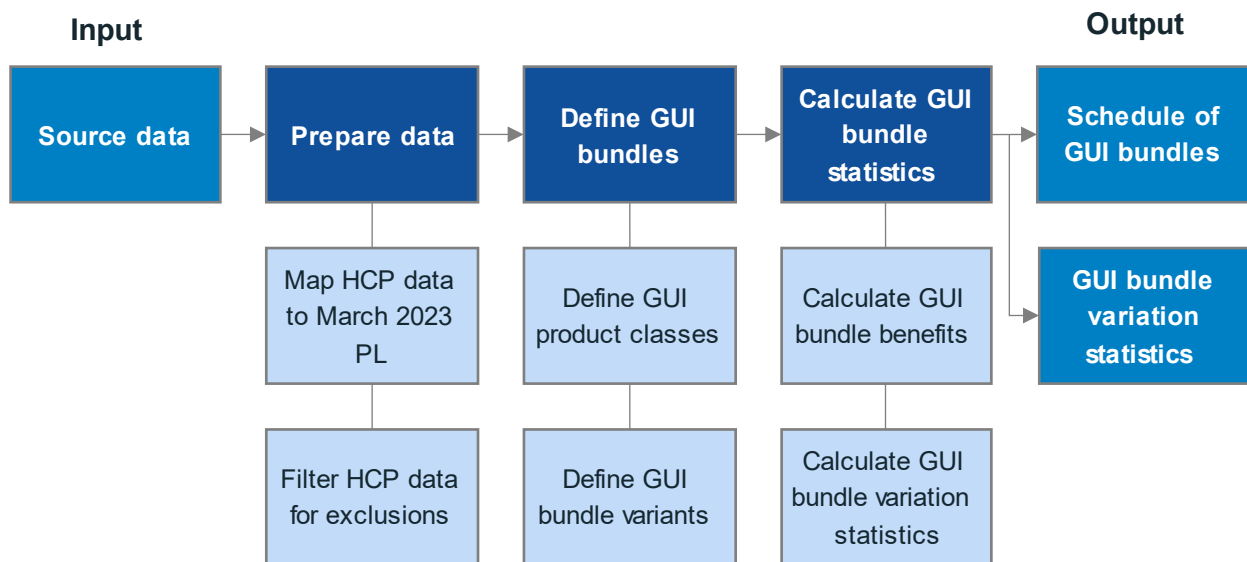 Input
Output
Source data
Prepare data
Define GUI
bundles
Calculate GUI
bundle
statistics
Schedule of
GUI bundles
Map HCP data
to March 2023
PL
Define GUI
product classes
Calculate GUI
bundle benefits
GUI bundle
variation
statistics
Filter HCP data
for exclusions
Define GUI
bundle variants
Calculate GUI
bundle variation
statistics